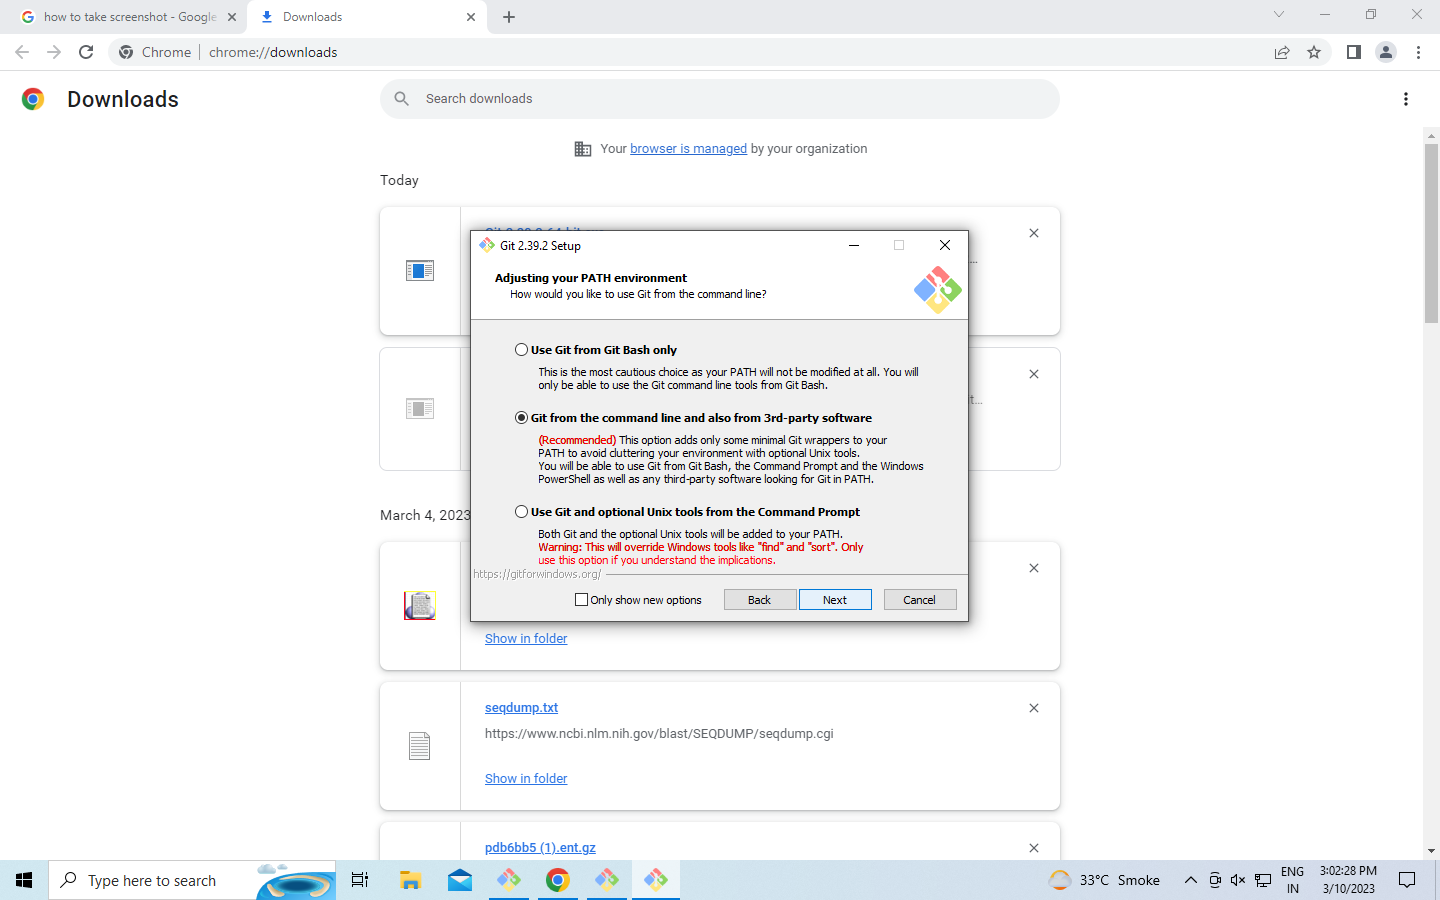 how to take screenshot - Google
Downloads
Chrome
chrome://downloads
Downloads
Search downloads
Your browser is managed by your organization
Today
Git 2.39.2 Setup
Adjusting your PATH environment
How would you like to use Git from the command line?
Use Git from Git Bash only
This is the most cautious choice as your PATH will not be modified at all. You will
only be able to use the Git command line tools from Git Bash.
Git from the command line and also from 3rd-party software
(Recommended) This option adds only some minimal Git wrappers to your
PATH to avoid cluttering your environment with optional Unix tools.
You will be able to use Git from Git Bash, the Command Prompt and the Windows
PowerShell as well as any third-party software looking for Git in PATH.
Use Git and optional Unix tools from the Command Prompt
Both Git and the optional Unix tools will be added to your PATH.
Warning: This will override Windows tools like "find" and "sort". Only
use this option if you understand the implications.
https://gitforwindows.org/
Only show new options
Back
Next
Cancel
March 4, 2023
Show in folder
seqdump.txt
https://www.ncbi.nlm.nih.gov/blast/SEQDUMP/seqdump.cgi
Show in folder
pdb6bb5 (1).ent.gz
Type here to search
33°C Smoke
ENG
IN
3:02:28 PM
3/10/2023